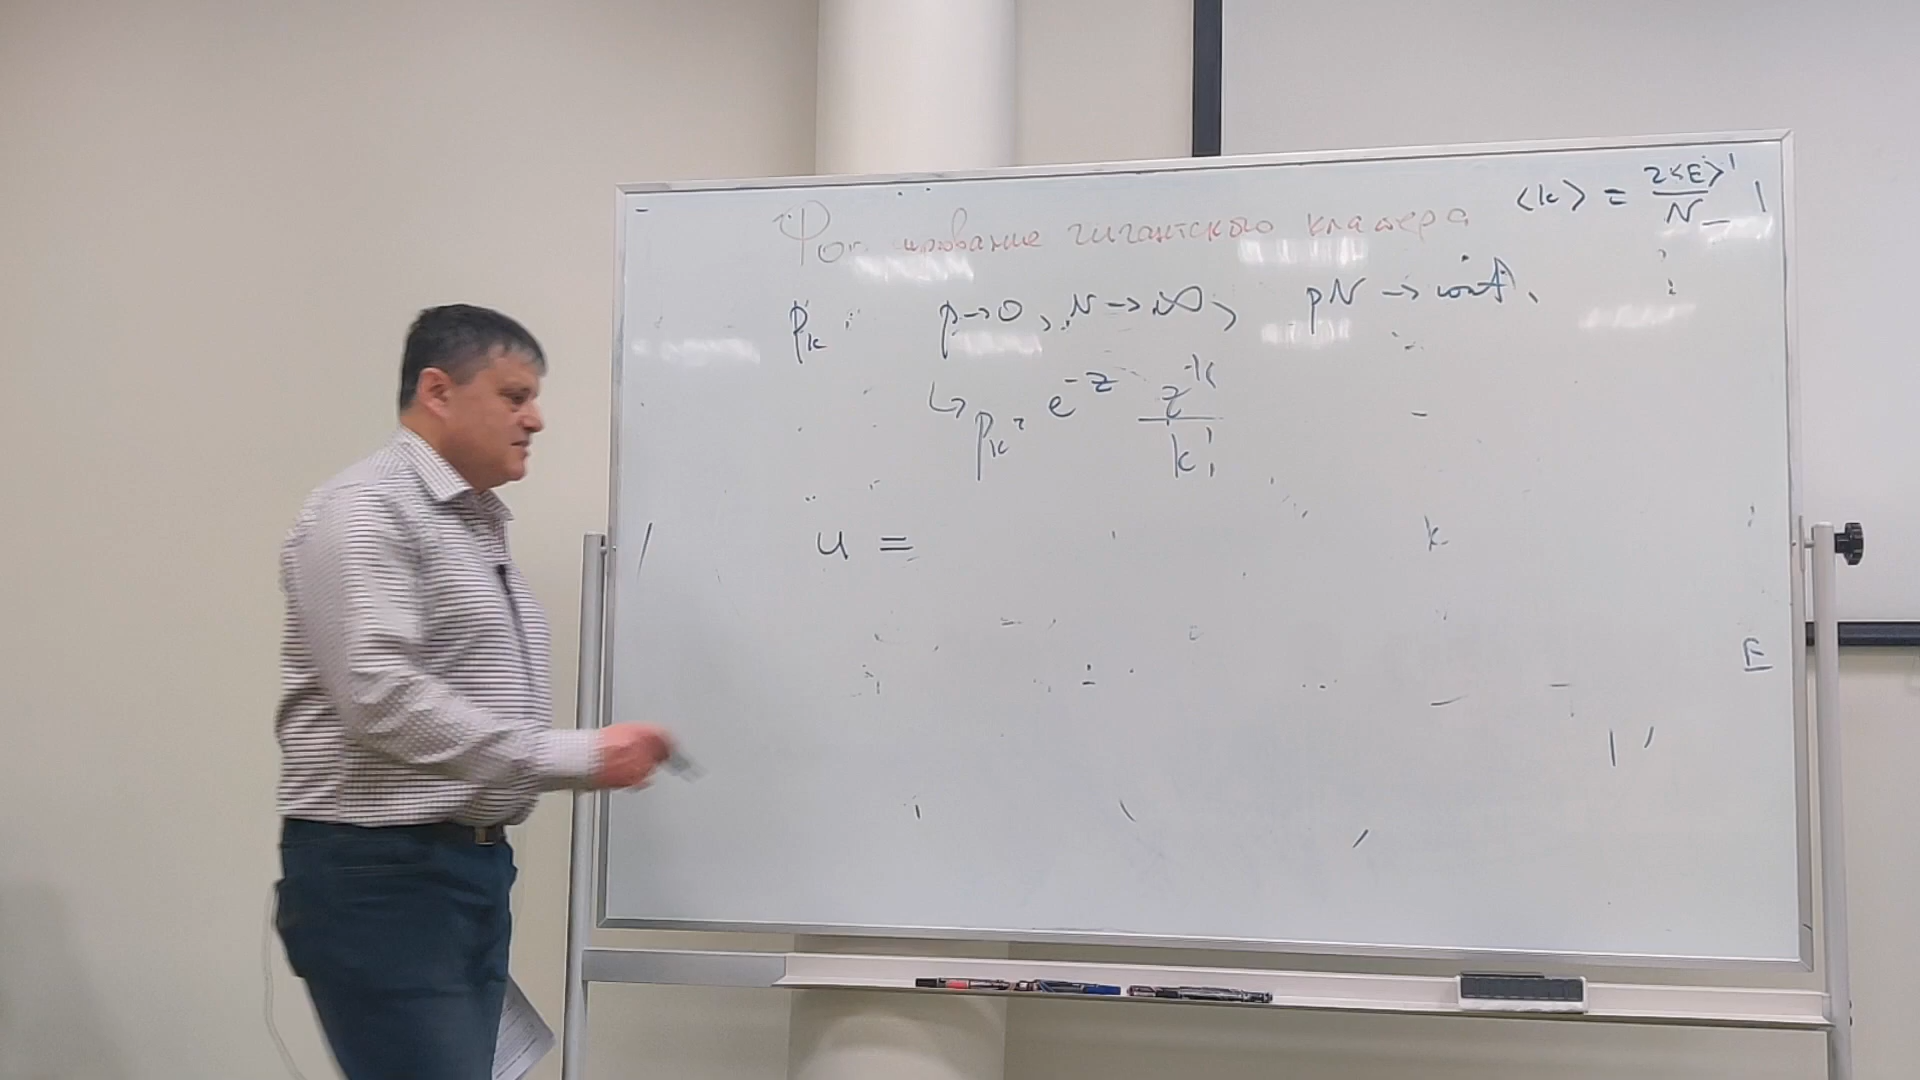 ⟨k⟩ = 2⟨E⟩/N
Формирование гигантского кластера
p_k p→0, N→∞, pN→const.
↳ p_k = e^{-z} z^k/k!
u =
k
E